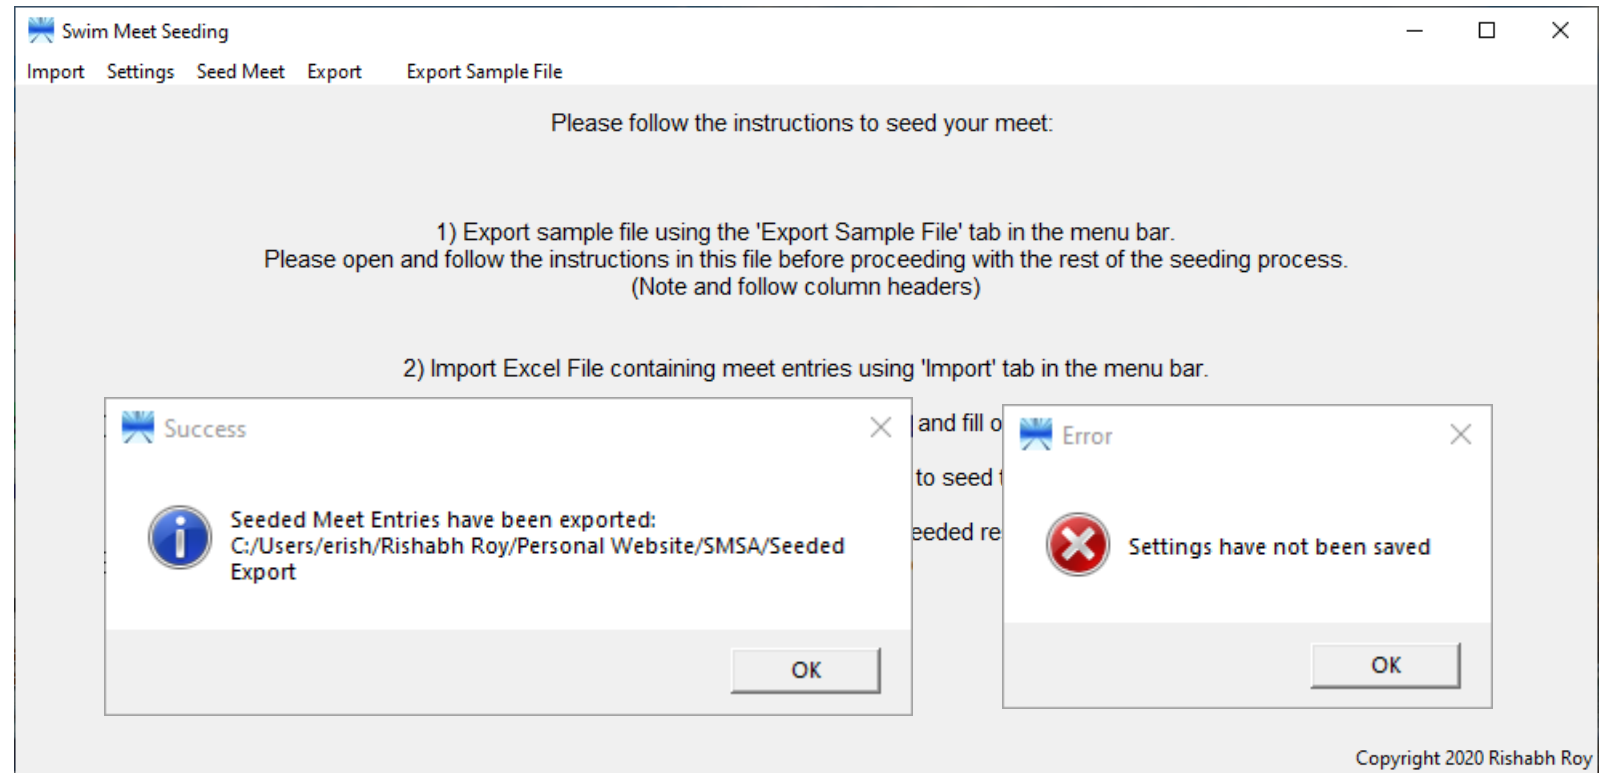 Swim Meet Seeding
Import Settings Seed Meet Export Export Sample File
Please follow the instructions to seed your meet:
1) Export sample file using the 'Export Sample File' tab in the menu bar.
Please open and follow the instructions in this file before proceeding with the rest of the seeding process.
(Note and follow column headers)
2) Import Excel File containing meet entries using 'Import' tab in the menu bar.
and fill
to seed
re
Success
Seeded Meet Entries have been exported:
C:/Users/erish/Rishabh Roy/Personal Website/SMSA/Seeded
Export
OK
Error
Settings have not been saved
OK
Copyright 2020 Rishabh Roy